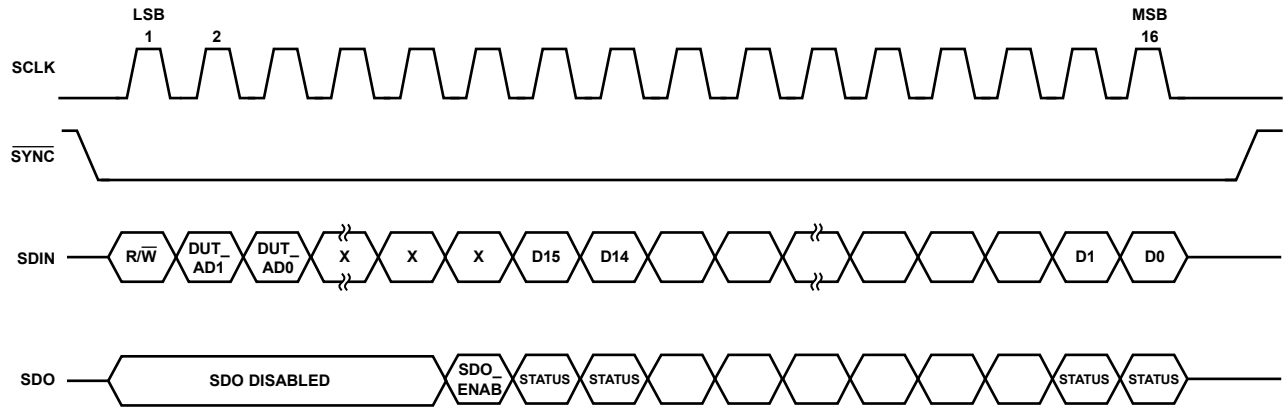 LSB MSB
1 2 16
SCLK
SYNC
R/W DUT_ DUT_ X X X D15 D14 D1 D0
AD1 AD0
SDIN
SDO SDO DISABLED SDO_ STATUS STATUS STATUS STATUS
ENAB